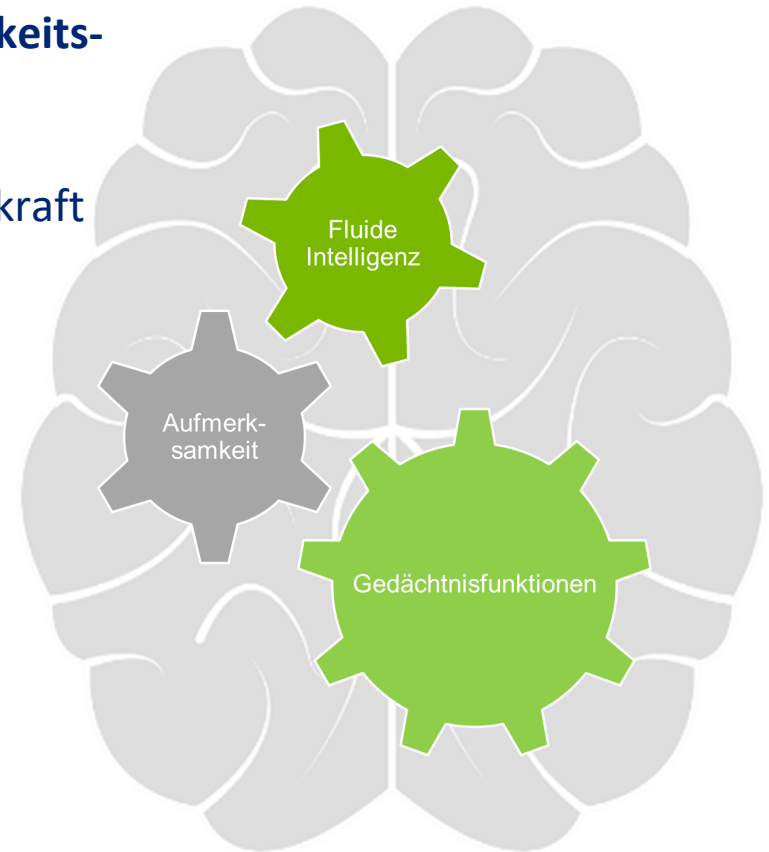 keits-
kraft
Fluide
Intelligenz
Aufmerk-
samkeit
Gedächtnisfunktionen